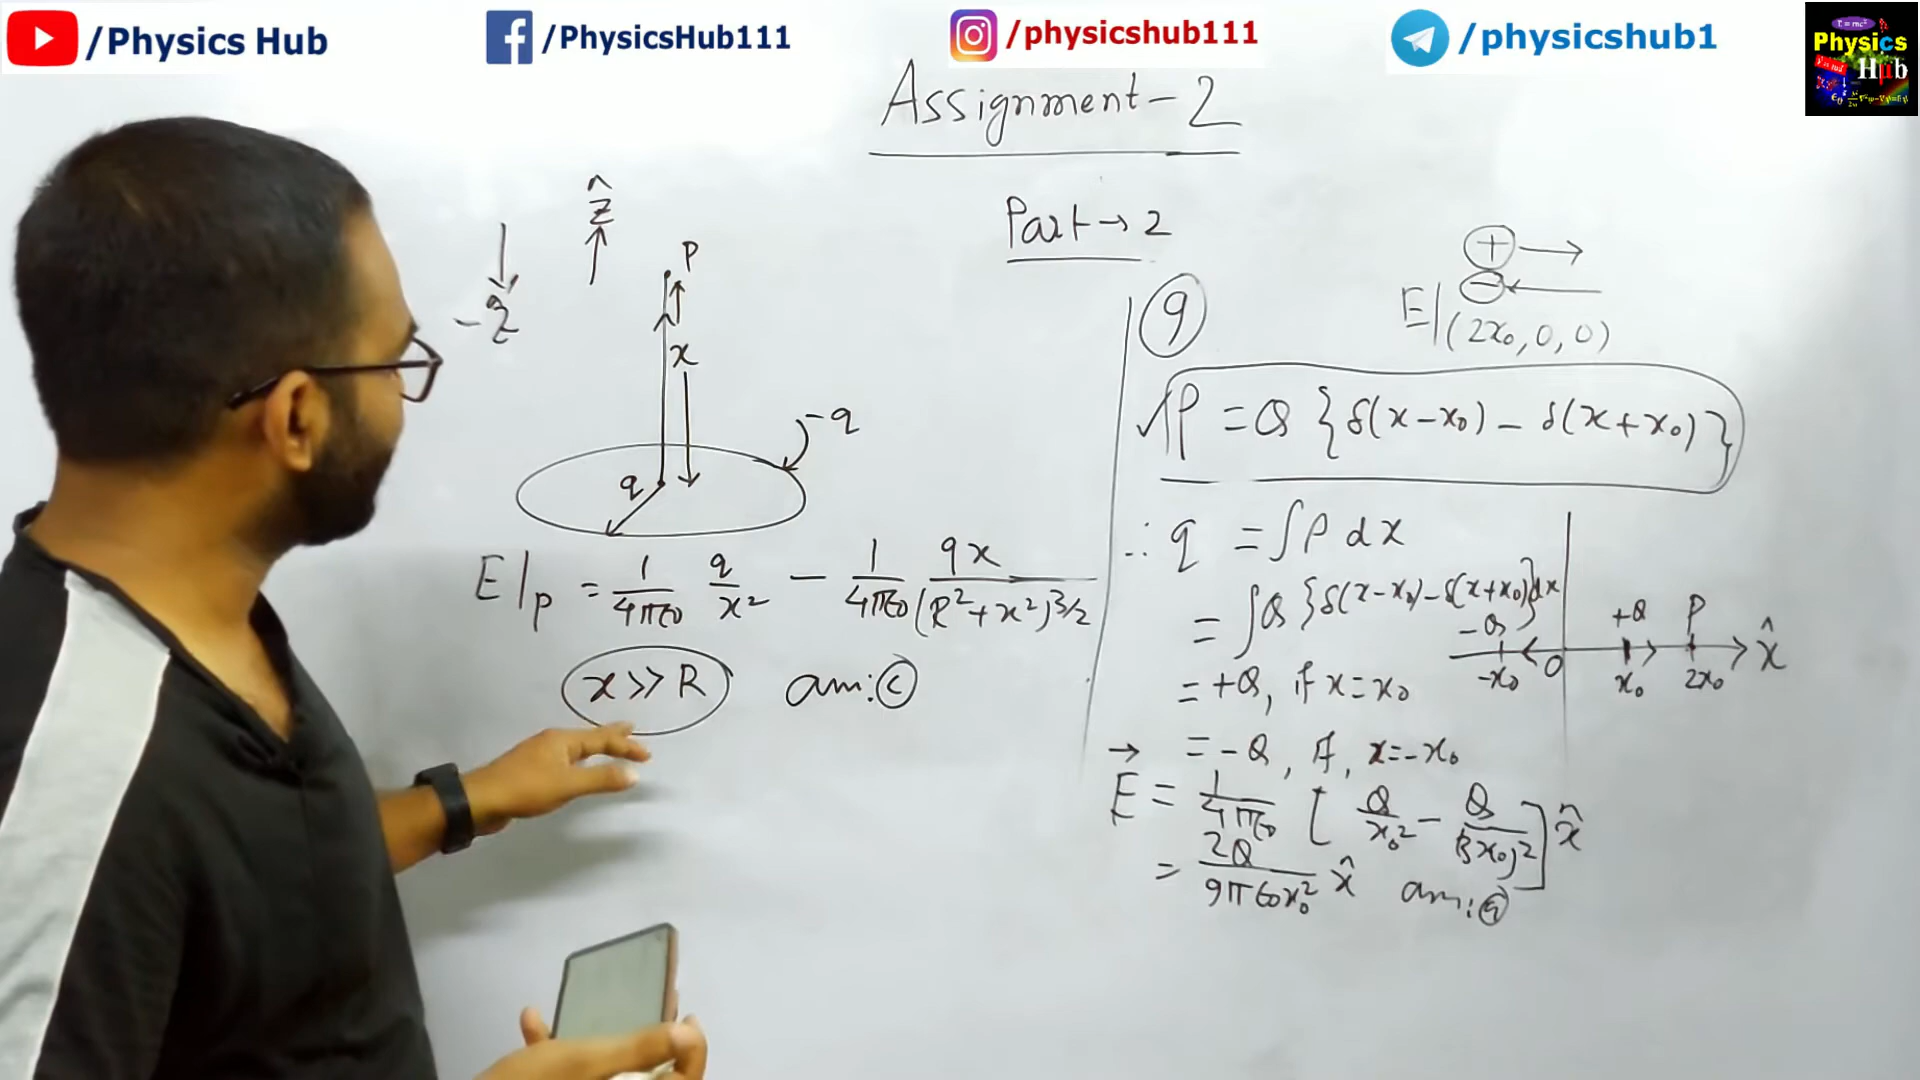 /Physics Hub
/PhysicsHub111
/physicshub111
/physicshub1
Physics Hub
Assignment-2
Part→2
ẑ
-ẑ
P
x
-q
q
E|p = 1/4πε0 q/x² - 1/4πε0 qx/(R²+x²)^3/2
x>>R
ans: (c)
9
+
-
E|(2x₀,0,0)
ρ = Q {δ(x-x₀) - δ(x+x₀)}
∴ q = ∫ρ dx
= ∫Q {δ(x-x₀) - δ(x+x₀)}dx
= +Q, if x=x₀
= -Q, if, x=-x₀
-Q
+Q
P
-x₀
O
x₀
2x₀
x̂
E⃗ = 1/4πε0 [Q/x₀² - Q/(3x₀)²] x̂
= 2Q/9πε0x₀² x̂